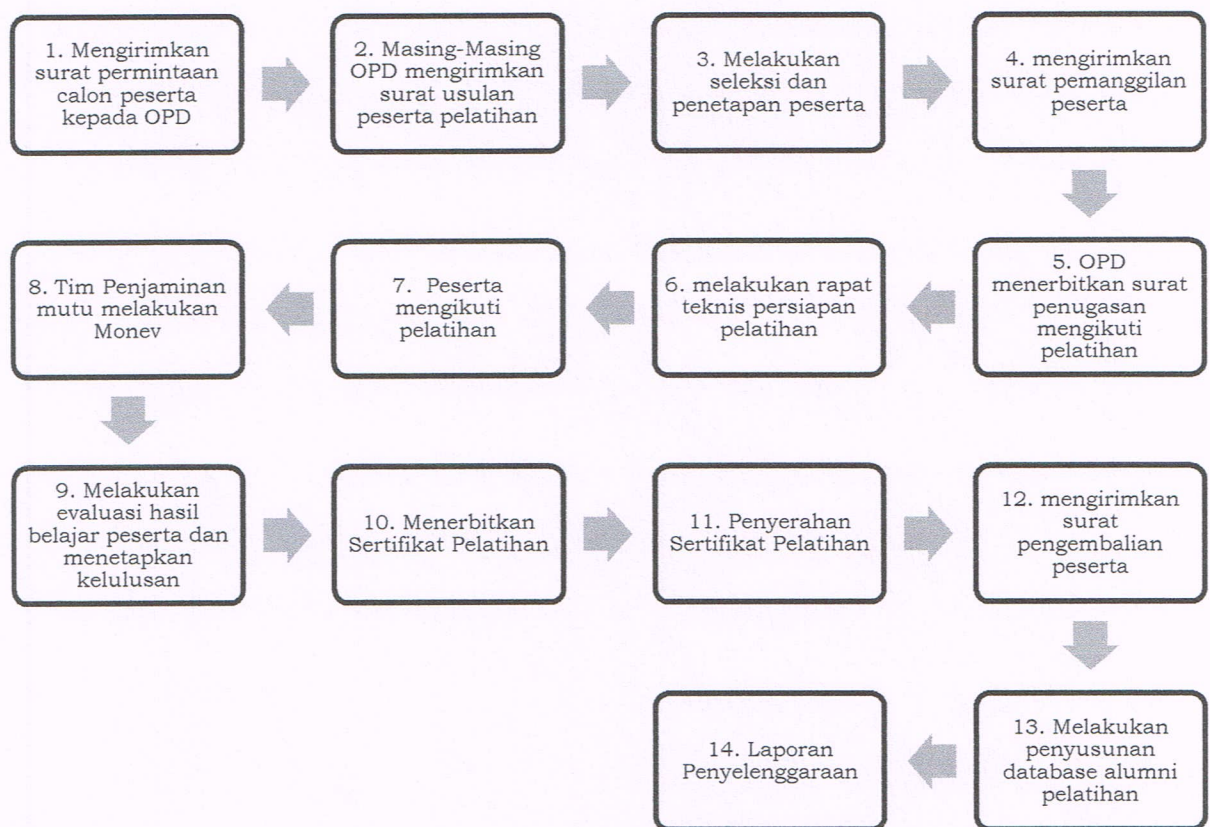 1. Mengirimkan
surat permintaan
calon peserta
kepada OPD
2. Masing-Masing
OPD mengirimkan
surat usulan
peserta pelatihan
3. Melakukan
seleksi dan
penetapan peserta
4. mengirimkan
surat pemanggilan
peserta
5. OPD
menerbitkan surat
penugasan
mengikuti
pelatihan
6. melakukan rapat
teknis persiapan
pelatihan
7. Peserta
mengikuti
pelatihan
8. Tim Penjaminan
mutu melakukan
Monev
9. Melakukan
evaluasi hasil
belajar peserta dan
menetapkan
kelulusan
10. Menerbitkan
Sertifikat Pelatihan
11. Penyerahan
Sertifikat Pelatihan
12. mengirimkan
surat
pengembalian
peserta
13. Melakukan
penyusunan
database alumni
pelatihan
14. Laporan
Penyelenggaraan